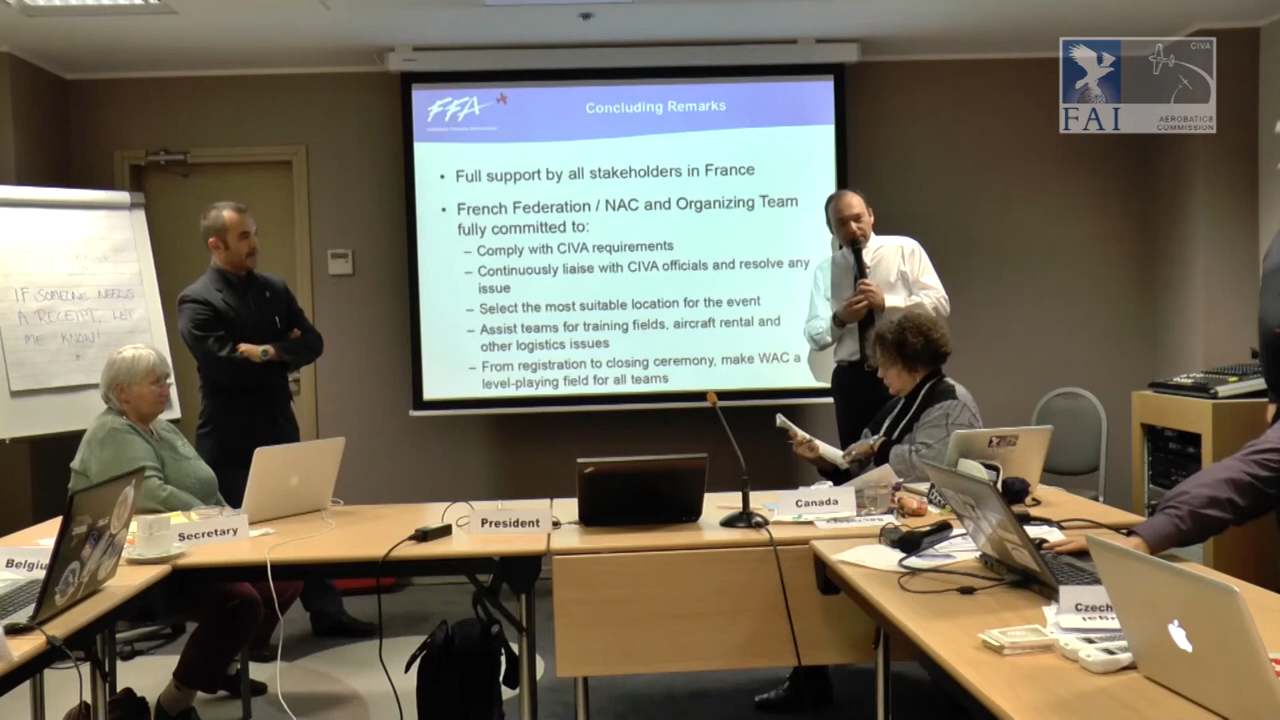 CIVA
FAI
AEROBATICS
COMMISSION
FFA
Concluding Remarks
• Full support by all stakeholders in France
• French Federation / NAC and Organizing Team
fully committed to:
– Comply with CIVA requirements
– Continuously liaise with CIVA officials and resolve any
issue
– Select the most suitable location for the event
– Assist teams for training fields, aircraft rental and
other logistics issues
– From registration to closing ceremony, make WAC a
level-playing field for all teams
IF SOMEONE NEEDS
A RECEIPT, LET
ME KNOW!
Secretary
President
Canada
Belgiu
Czech